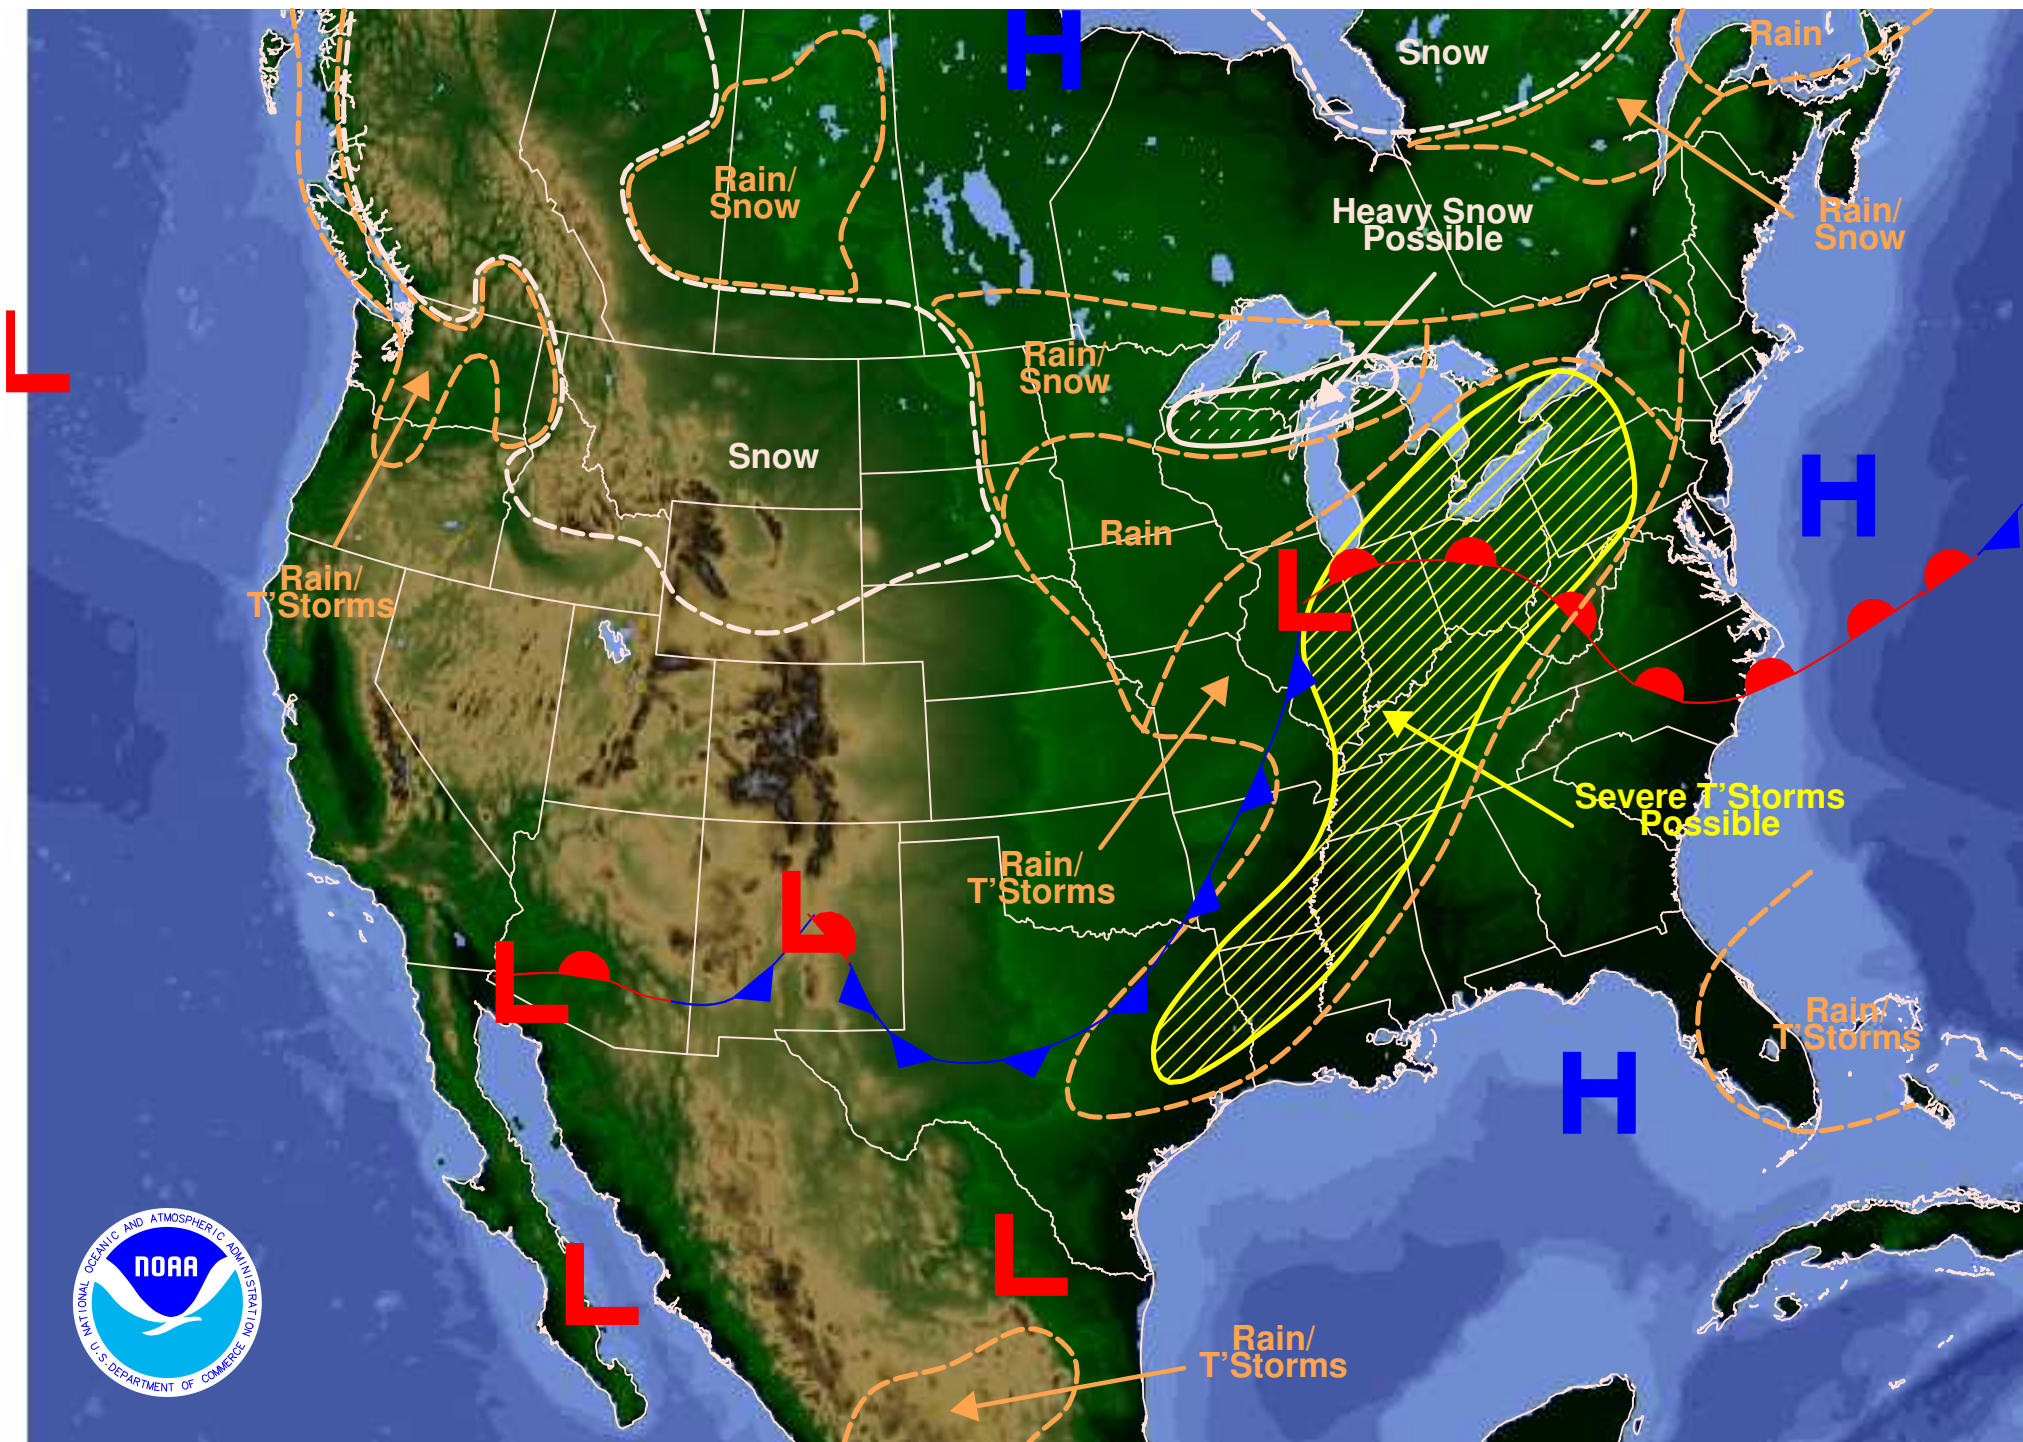 H
Snow
Rain
Rain/
Snow
Heavy Snow
Possible
Rain/
Snow
L
Rain/
Snow
Snow
H
Rain
L
Rain/
T'Storms
Severe T'Storms
Possible
Rain/
T'Storms
L
L
Rain/
T'Storms
H
L
L
Rain/
T'Storms
NATIONAL OCEANIC AND ATMOSPHERIC ADMINISTRATION
NOAA
U.S. DEPARTMENT OF COMMERCE